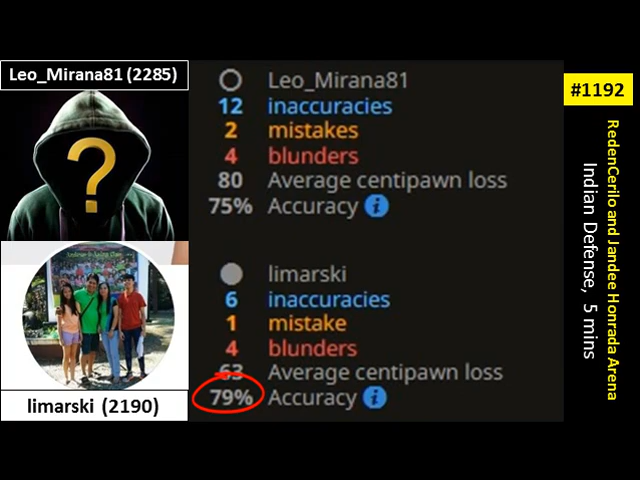 Leo_Mirana81 (2285)
?
limarski (2190)
Leo_Mirana81
12 inaccuracies
2 mistakes
4 blunders
80 Average centipawn loss
75% Accuracy i
limarski
6 inaccuracies
1 mistake
4 blunders
63 Average centipawn loss
79% Accuracy i
#1192
RedenCerilo and Jandee Honrada Arena
Indian Defense, 5 mins